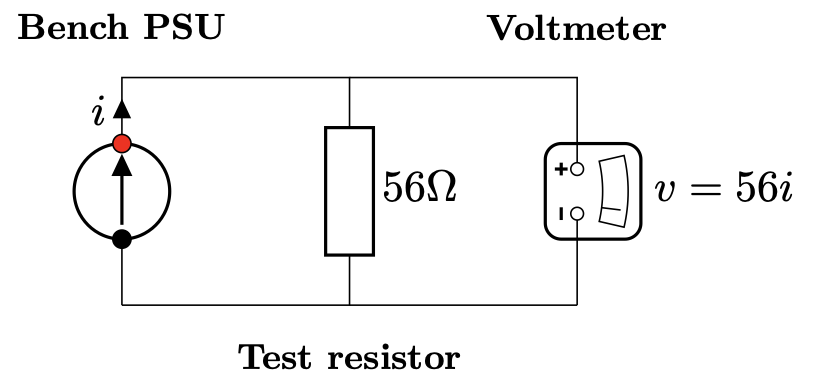 Bench PSU
Voltmeter
i
+
56Ω
v = 56i
−
Test resistor